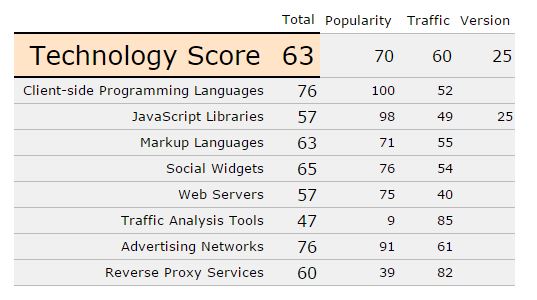 Total Popularity Traffic Version
Technology Score 63 70 60 25
Client-side Programming Languages 76 100 52
JavaScript Libraries 57 98 49 25
Markup Languages 63 71 55
Social Widgets 65 76 54
Web Servers 57 75 40
Traffic Analysis Tools 47 9 85
Advertising Networks 76 91 61
Reverse Proxy Services 60 39 82